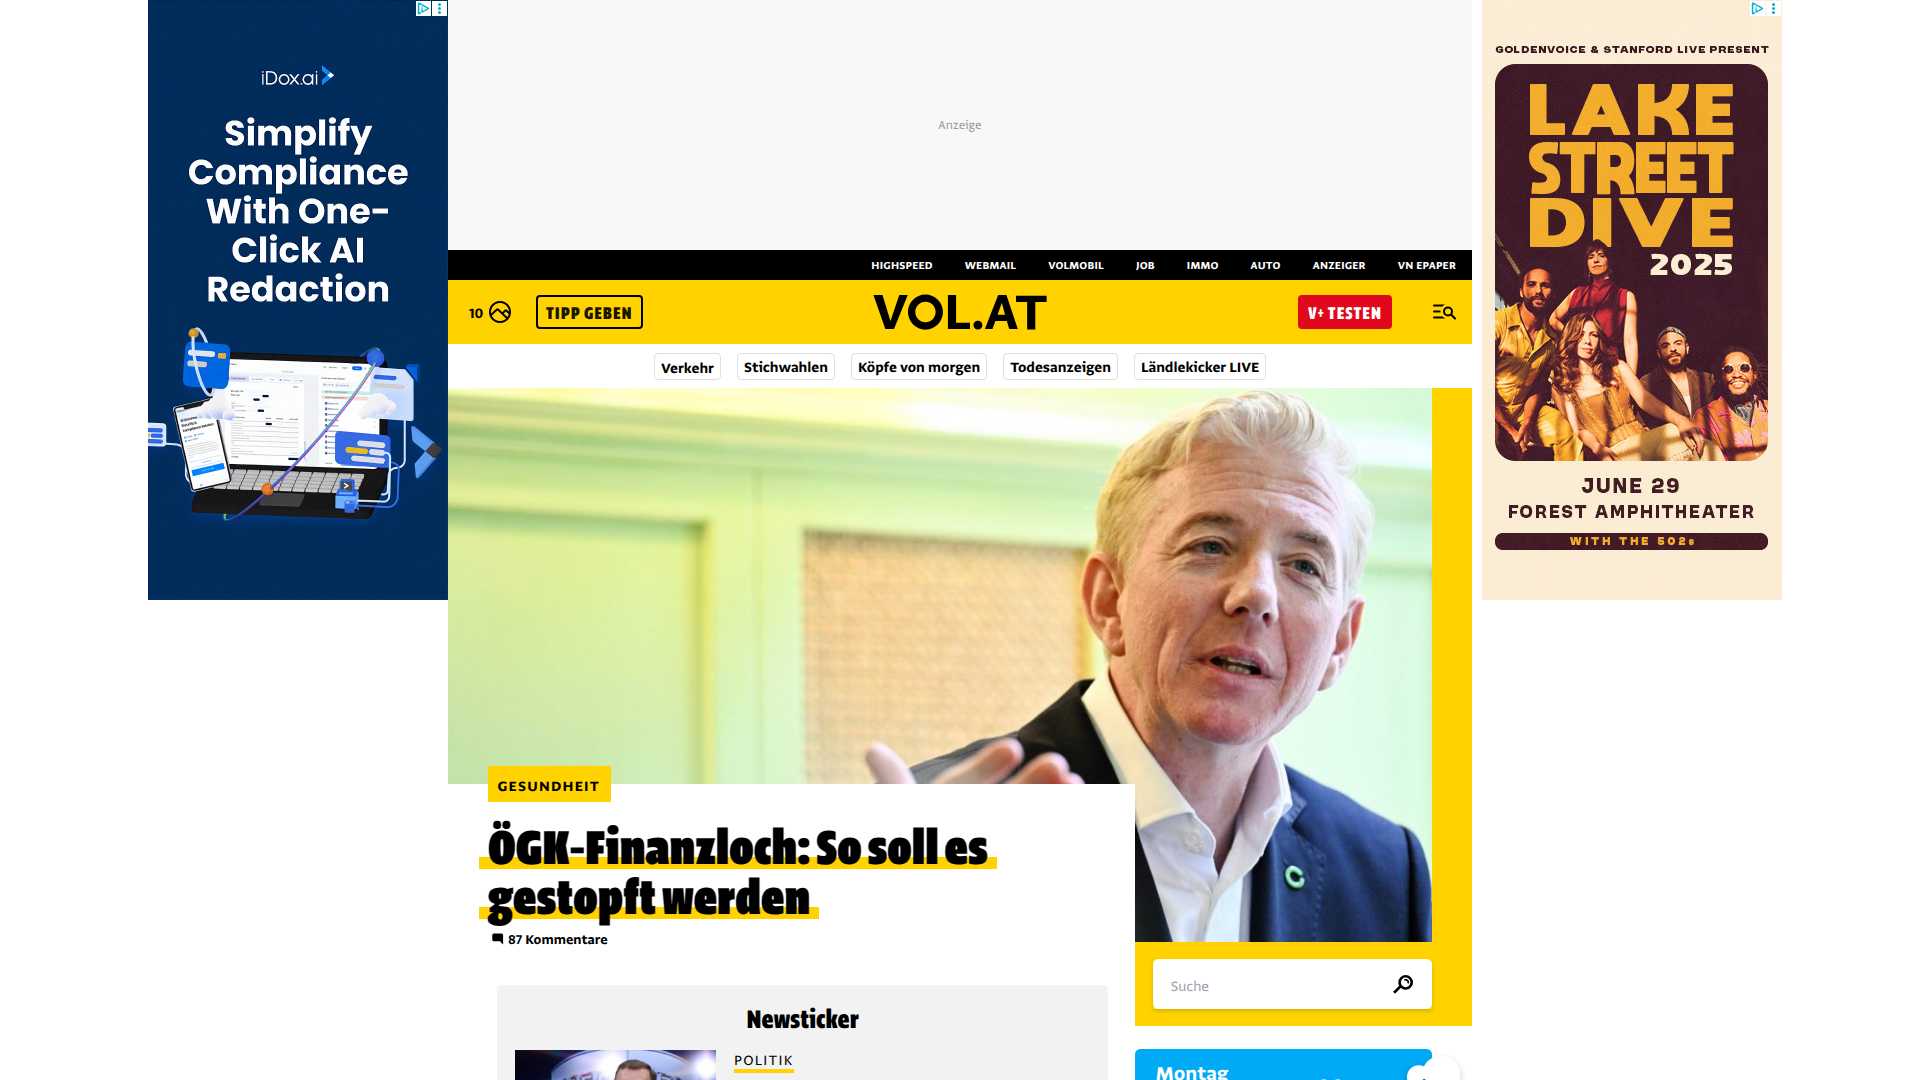 iDox.ai
Simplify
Compliance
With One-
Click AI
Redaction
Anzeige
GOLDENVOICE & STANFORD LIVE PRESENT
LAKE
STREET
DIVE
2025
JUNE 29
FOREST AMPHITHEATER
WITH THE 502s
HIGHSPEED
WEBMAIL
VOLMOBIL
JOB
IMMO
AUTO
ANZEIGER
VN EPAPER
10
TIPP GEBEN
VOL.AT
V+ TESTEN
Verkehr
Stichwahlen
Köpfe von morgen
Todesanzeigen
Ländlekicker LIVE
GESUNDHEIT
ÖGK-Finanzloch: So soll es
gestopft werden
87 Kommentare
Suche
Newsticker
POLITIK
Montag